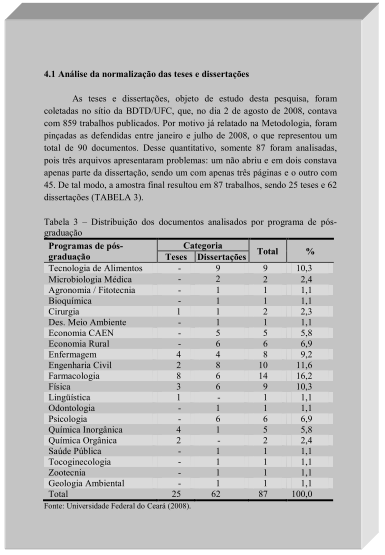 4.1 Análise da normalização das teses e dissertações
As teses e dissertações, objeto de estudo desta pesquisa, foram
coletadas no sítio da BDTD/UFC, que, no dia 2 de agosto de 2008, contava
com 859 trabalhos publicados. Por motivo já relatado na Metodologia, foram
pinçadas as defendidas entre janeiro e julho de 2008, o que representou um
total de 90 documentos. Desse quantitativo, somente 87 foram analisadas,
pois três arquivos apresentaram problemas: um não abriu e em dois constava
apenas parte da dissertação, sendo um com apenas três páginas e o outro com
45. De tal modo, a amostra final resultou em 87 trabalhos, sendo 25 teses e 62
dissertações (TABELA 3).
Tabela 3 – Distribuição dos documentos analisados por programa de pós-
graduação
Programas de pós-graduação Categoria Total %
Teses Dissertações
Tecnologia de Alimentos - 9 9 10,3
Microbiologia Médica - 2 2 2,4
Agronomia / Fitotecnia - 1 1 1,1
Bioquímica - 1 1 1,1
Cirurgia 1 1 2 2,3
Des. Meio Ambiente - 1 1 1,1
Economia CAEN - 5 5 5,8
Economia Rural - 6 6 6,9
Enfermagem 4 4 8 9,2
Engenharia Civil 2 8 10 11,6
Farmacologia 8 6 14 16,2
Física 3 6 9 10,3
Lingüística 1 - 1 1,1
Odontologia - 1 1 1,1
Psicologia - 6 6 6,9
Química Inorgânica 4 1 5 5,8
Química Orgânica 2 - 2 2,4
Saúde Pública - 1 1 1,1
Tocoginecologia - 1 1 1,1
Zootecnia - 1 1 1,1
Geologia Ambiental - 1 1 1,1
Total 25 62 87 100,0
Fonte: Universidade Federal do Ceará (2008).